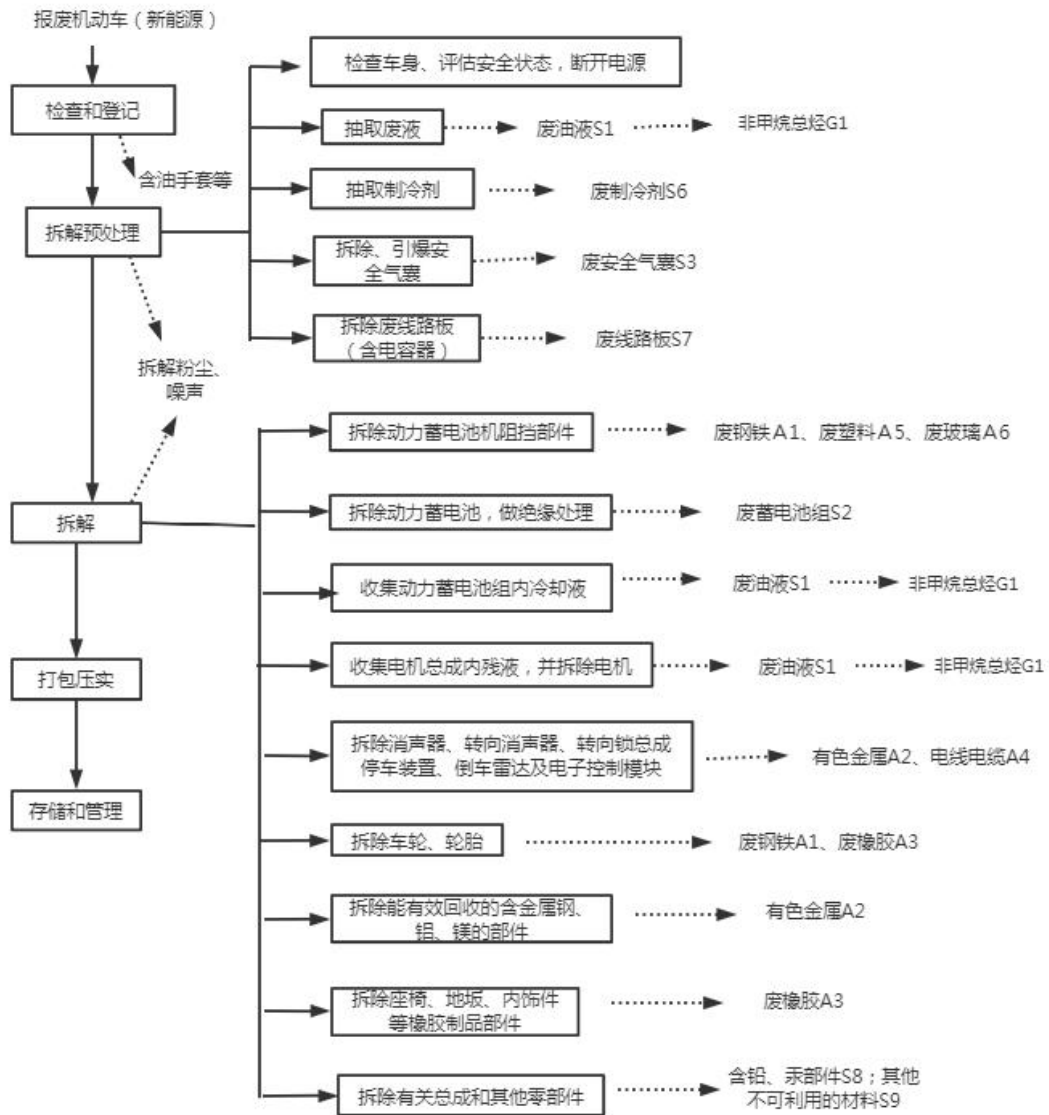 报废机动车（新能源）
检查和登记
含油手套等
拆解预处理
检查车身、评估安全状态，断开电源
抽取废液
废油液S1
非甲烷总烃G1
抽取制冷剂
废制冷剂S6
拆除、引爆安
全气囊
废安全气囊S3
拆除废线路板
（含电容器）
废线路板S7
拆解粉尘、
噪声
拆解
拆除动力蓄电池机阻挡部件
废钢铁A1、废塑料A5、废玻璃A6
拆除动力蓄电池，做绝缘处理
废蓄电池组S2
收集动力蓄电池组内冷却液
废油液S1
非甲烷总烃G1
收集电机总成内残液，并拆除电机
废油液S1
非甲烷总烃G1
拆除消声器、转向消声器、转向锁总成
停车装置、倒车雷达及电子控制模块
有色金属A2、电线电缆A4
拆除车轮、轮胎
废钢铁A1、废橡胶A3
拆除能有效回收的含金属钢、
铝、镁的部件
有色金属A2
拆除座椅、地坂、内饰件
等橡胶制品部件
废橡胶A3
拆除有关总成和其他零部件
含铅、汞部件S8；其他
不可利用的材料S9
打包压实
存储和管理